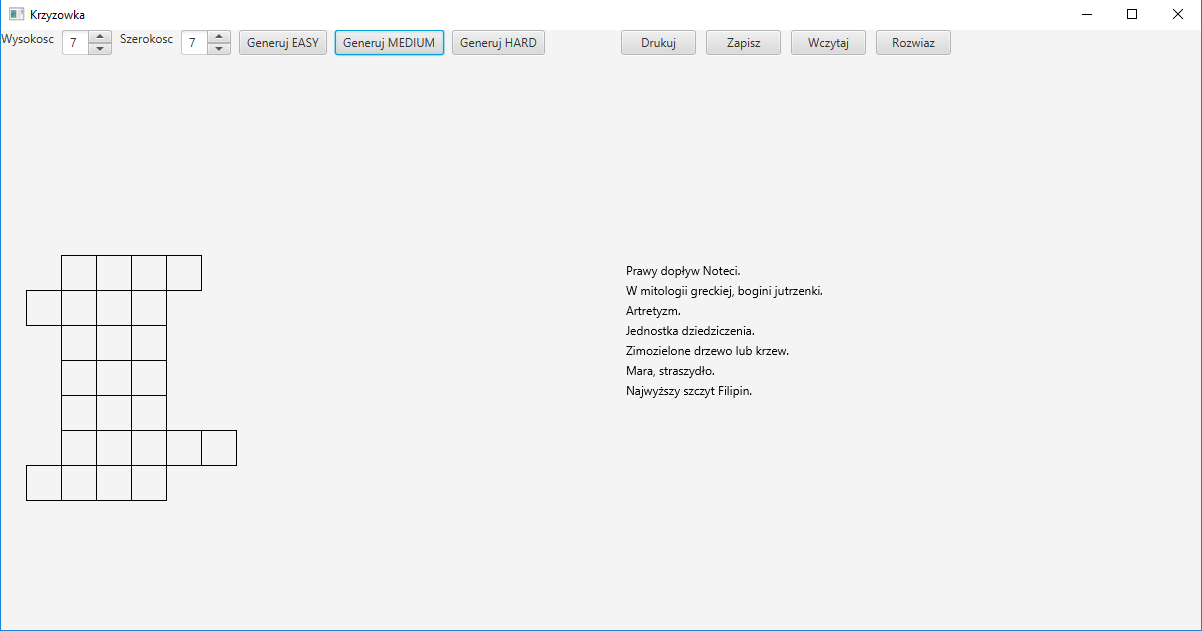 Krzyzowka
Wysokosc 7 Szerokosc 7 Generuj EASY Generuj MEDIUM Generuj HARD Drukuj Zapisz Wczytaj Rozwiaz
Prawy dopływ Noteci.
W mitologii greckiej, bogini jutrzenki.
Artretyzm.
Jednostka dziedziczenia.
Zimozielone drzewo lub krzew.
Mara, straszydło.
Najwyższy szczyt Filipin.